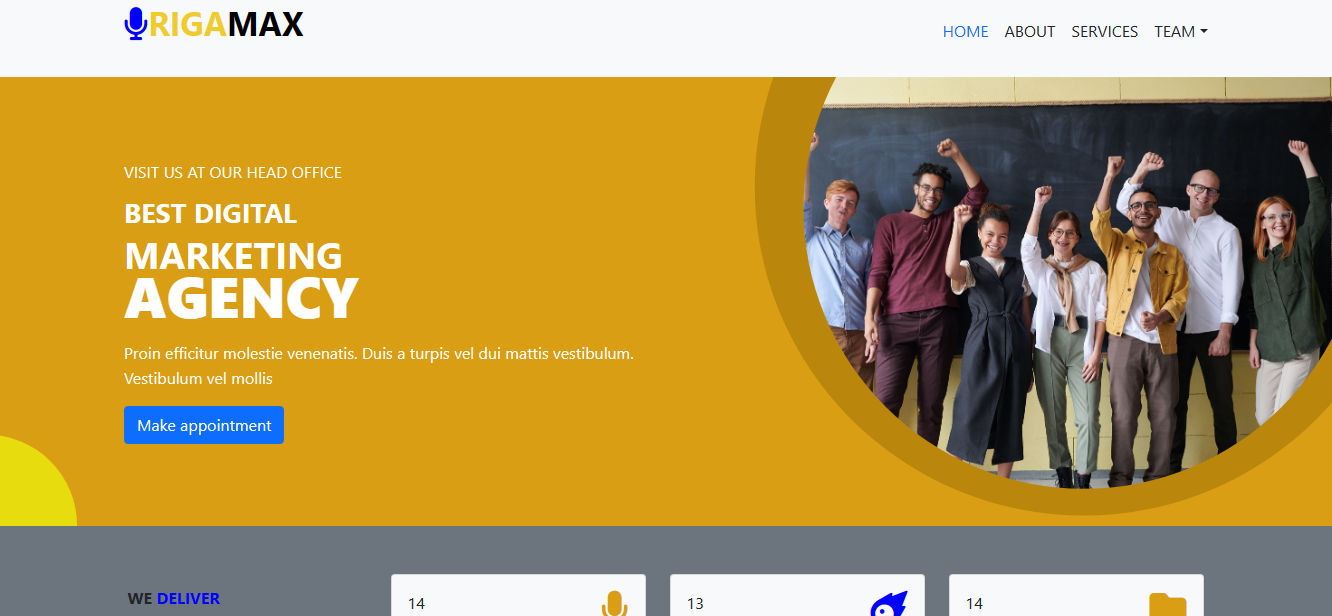 RIGAMAX
HOME ABOUT SERVICES TEAM
VISIT US AT OUR HEAD OFFICE
BEST DIGITAL
MARKETING
AGENCY
Proin efficitur molestie venenatis. Duis a turpis vel dui mattis vestibulum.
Vestibulum vel mollis
Make appointment
WE DELIVER
14
13
14